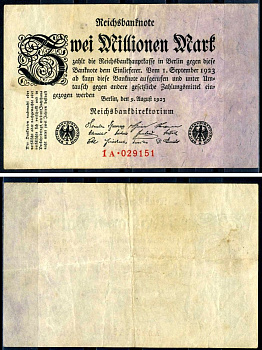 Reichsbanknote
Zwei Millionen Mark
zahlt die Reichsbankhauptkasse in Berlin gegen diese
Banknote dem Einlieferer. Vom 1. September 1923
ab kann diese Banknote aufgerufen und unter Um-
tausch gegen andere gesetzliche Zahlungsmittel ein-
gezogen werden
Berlin, den 9. August 1923
Reichsbankdirektorium
1A·029151